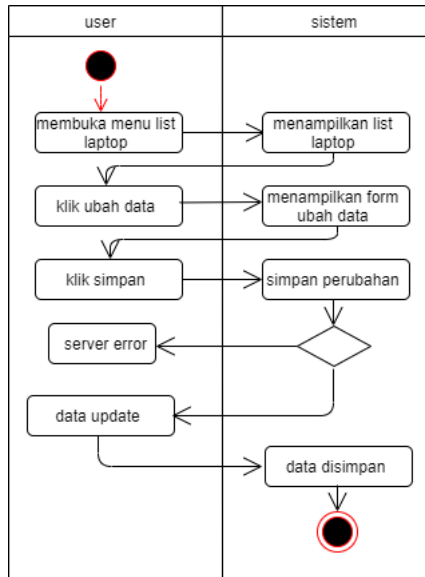 user
sistem
membuka menu list
laptop
menampilkan list
laptop
klik ubah data
menampilkan form
ubah data
klik simpan
simpan perubahan
server error
data update
data disimpan